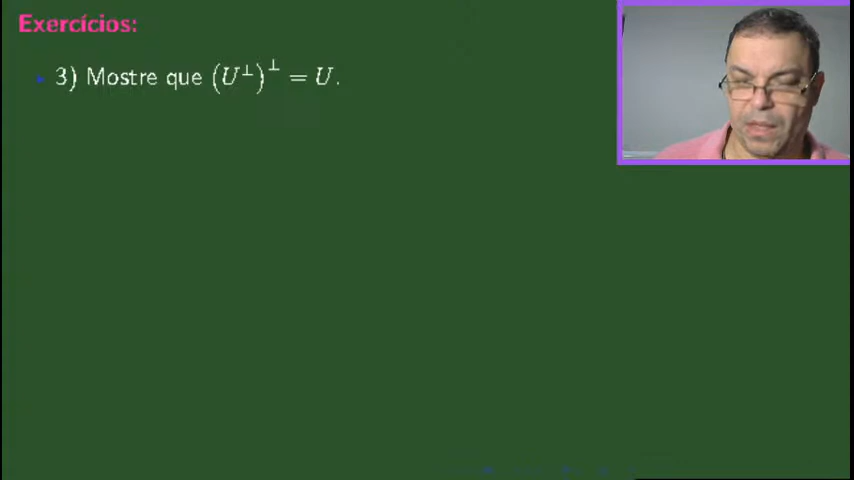 Exercícios:
3) Mostre que (U⊥)⊥ = U.